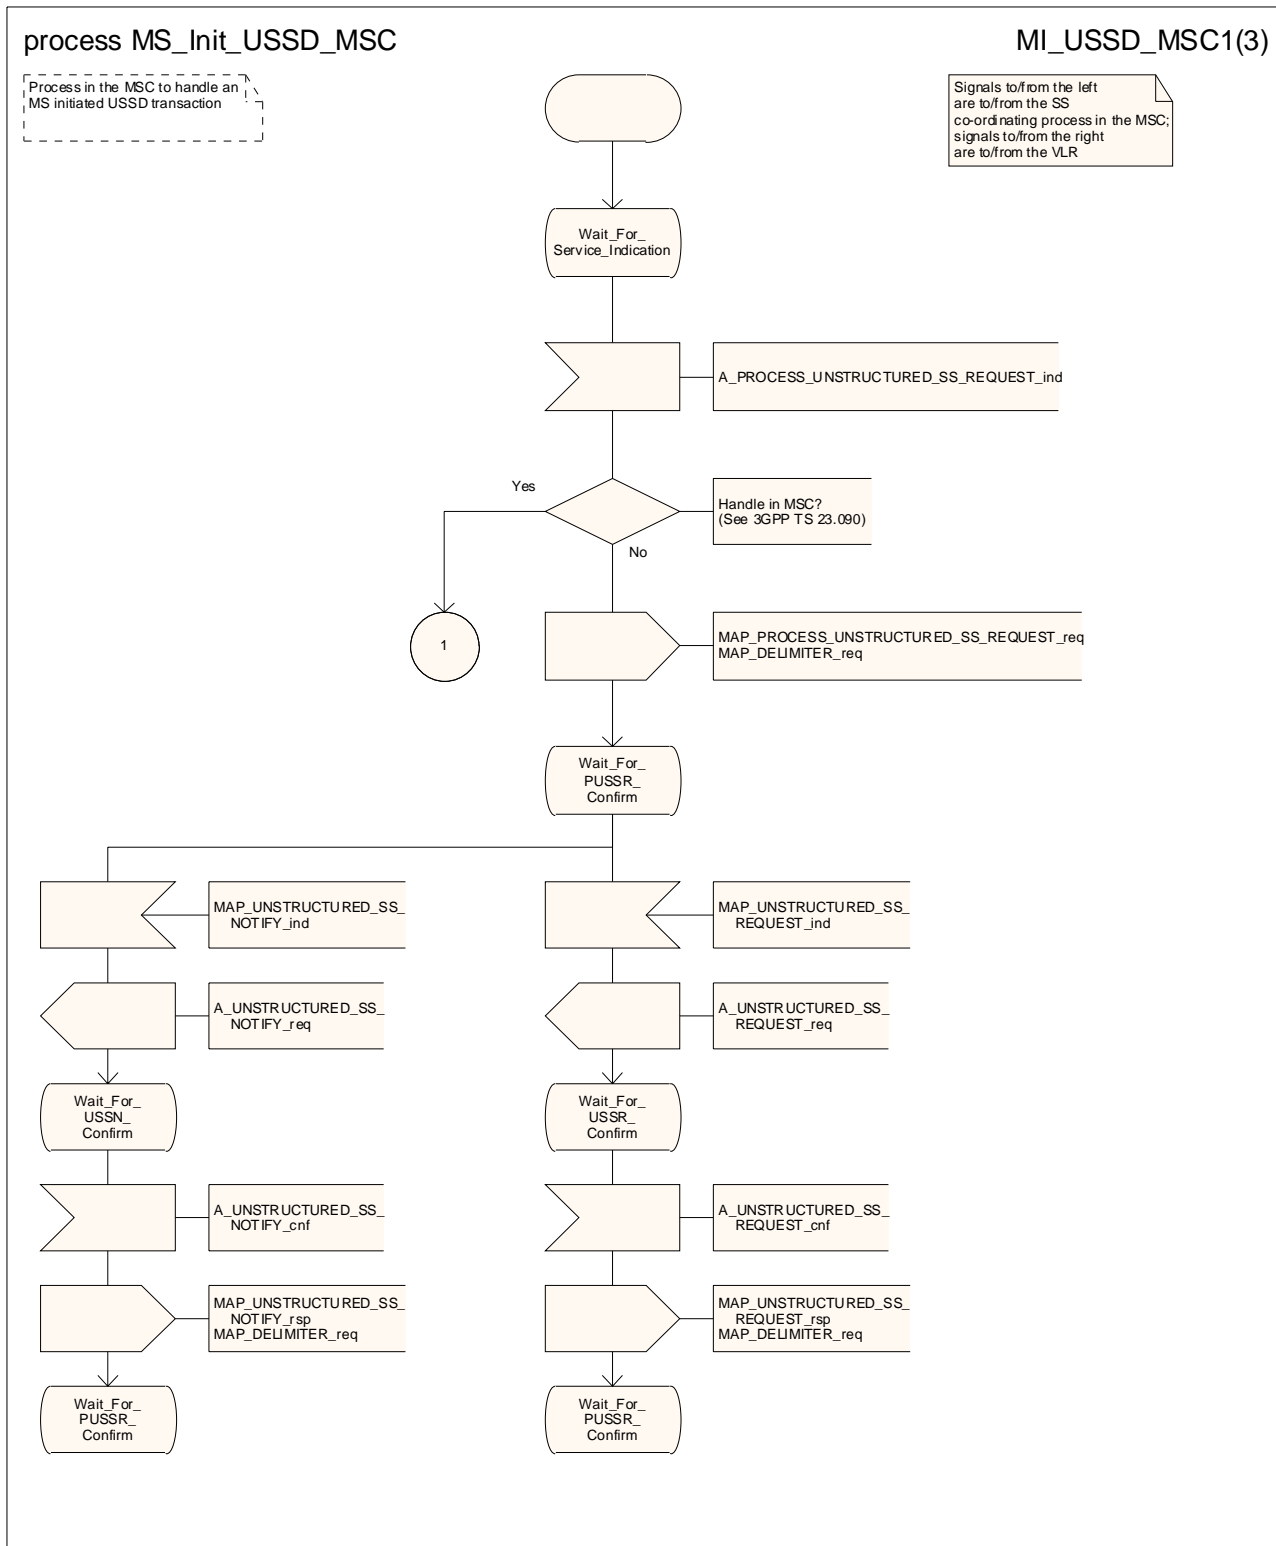 process MS_Init_USSD_MSC
MI_USSD_MSC1(3)
Process in the MSC to handle an
MS initiated USSD transaction
Signals to/from the left
are to/from the SS
co-ordinating process in the MSC;
signals to/from the right
are to/from the VLR
Wait_For_
Service_Indication
A_PROCESS_UNSTRUCTURED_SS_REQUEST_ind
Yes
Handle in MSC?
(See 3GPP TS 23.090)
No
1
MAP_PROCESS_UNSTRUCTURED_SS_REQUEST_req
MAP_DELIMITER_req
Wait_For_
PUSSR_
Confirm
MAP_UNSTRUCTURED_SS_
NOTIFY_ind
MAP_UNSTRUCTURED_SS_
REQUEST_ind
A_UNSTRUCTURED_SS_
NOTIFY_req
A_UNSTRUCTURED_SS_
REQUEST_req
Wait_For_
USSN_
Confirm
Wait_For_
USSR_
Confirm
A_UNSTRUCTURED_SS_
NOTIFY_cnf
A_UNSTRUCTURED_SS_
REQUEST_cnf
MAP_UNSTRUCTURED_SS_
NOTIFY_rsp
MAP_DELIMITER_req
MAP_UNSTRUCTURED_SS_
REQUEST_rsp
MAP_DELIMITER_req
Wait_For_
PUSSR_
Confirm
Wait_For_
PUSSR_
Confirm